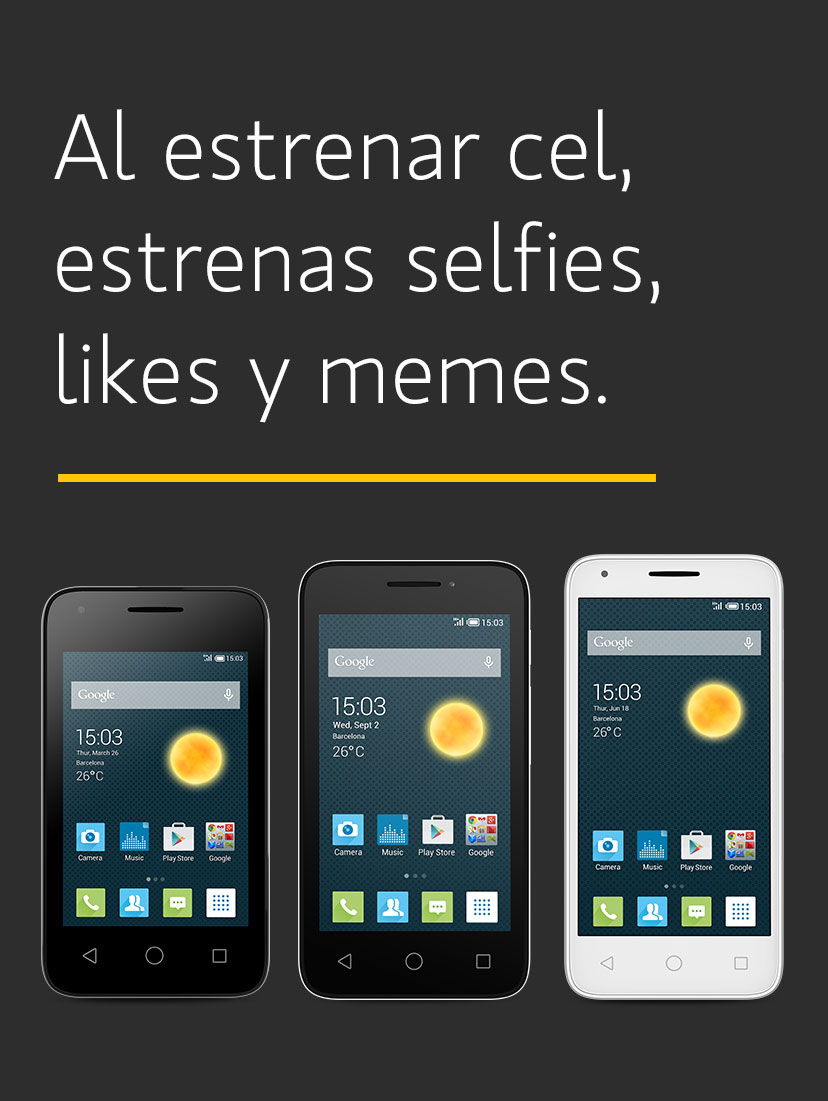 Al estrenar cel,
estrenas selfies,
likes y memes.
15:03
Google
15:03
Thur, March 26
Barcelona
26°C
Camera Music Play Store Google
15:03
Google
15:03
Wed, Sept 2
Barcelona
26°C
Camera Music Play Store Google
15:03
Google
15:03
Thur, Jun 18
Barcelona
26°C
Camera Music Play Store Google